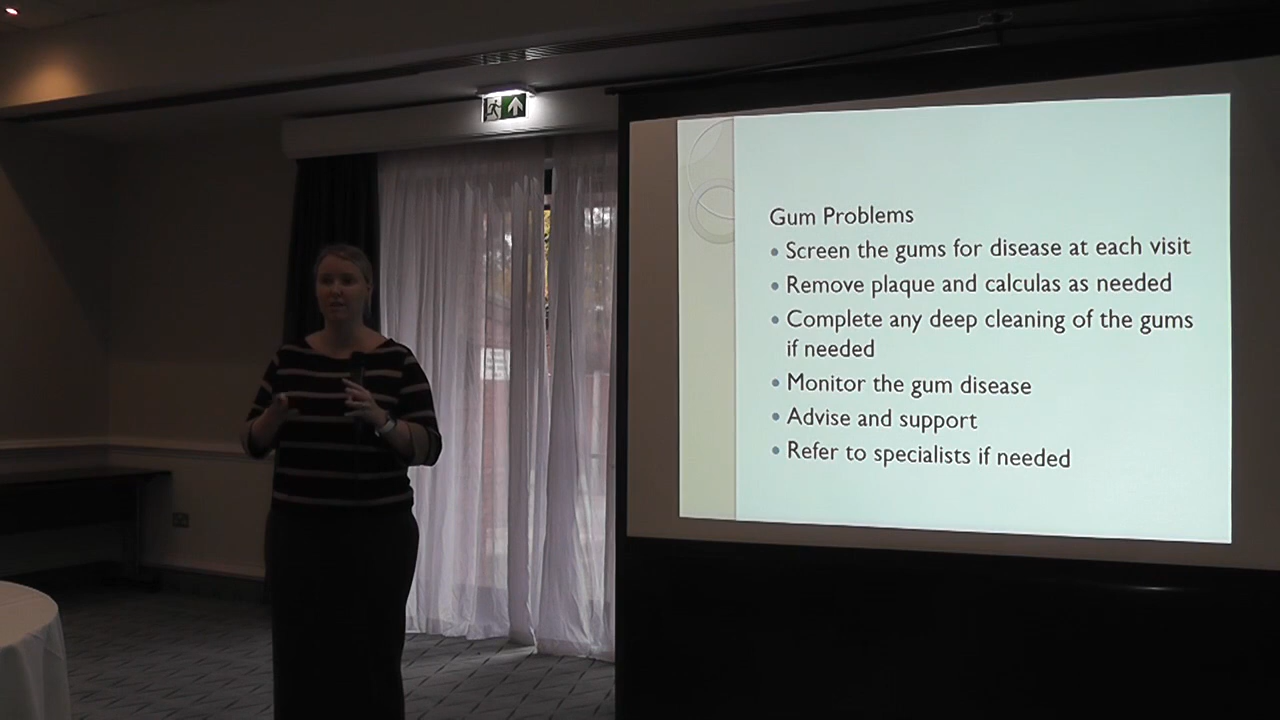 Gum Problems
• Screen the gums for disease at each visit
• Remove plaque and calculas as needed
• Complete any deep cleaning of the gums
if needed
• Monitor the gum disease
• Advise and support
• Refer to specialists if needed